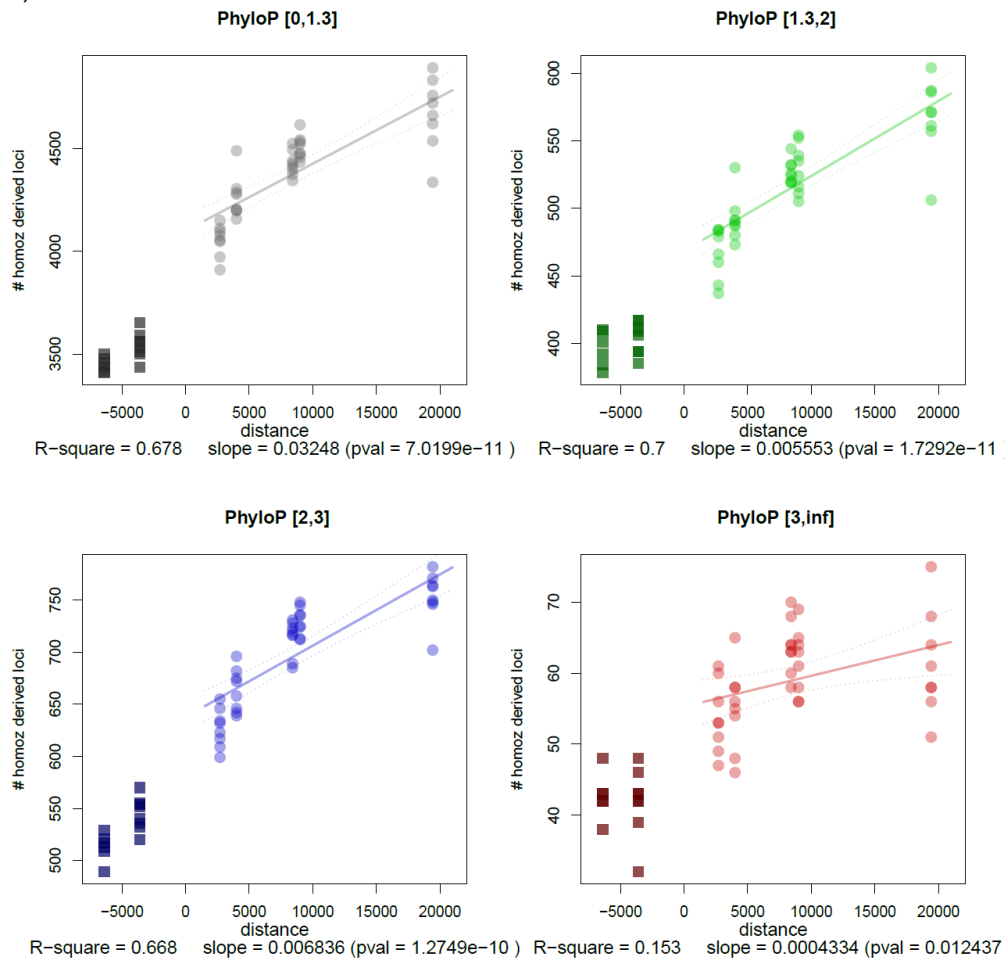 )
PhyloP [0,1.3]
# homoz derived loci
3500 4000 4500
−5000 0 5000 10000 15000 20000
distance
R−square = 0.678 slope = 0.03248 (pval = 7.0199e−11 )
PhyloP [1.3,2]
# homoz derived loci
400 450 500 550 600
−5000 0 5000 10000 15000 20000
distance
R−square = 0.7 slope = 0.005553 (pval = 1.7292e−11
PhyloP [2,3]
# homoz derived loci
500 550 600 650 700 750
−5000 0 5000 10000 15000 20000
distance
R−square = 0.668 slope = 0.006836 (pval = 1.2749e−10 )
PhyloP [3,inf]
# homoz derived loci
40 50 60 70
−5000 0 5000 10000 15000 20000
distance
R−square = 0.153 slope = 0.0004334 (pval = 0.012437